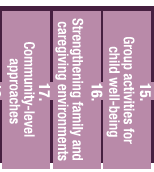 15.
Group activities for
child well-being
16.
Strengthening family and
caregiving environments
17.
Community-level
approaches